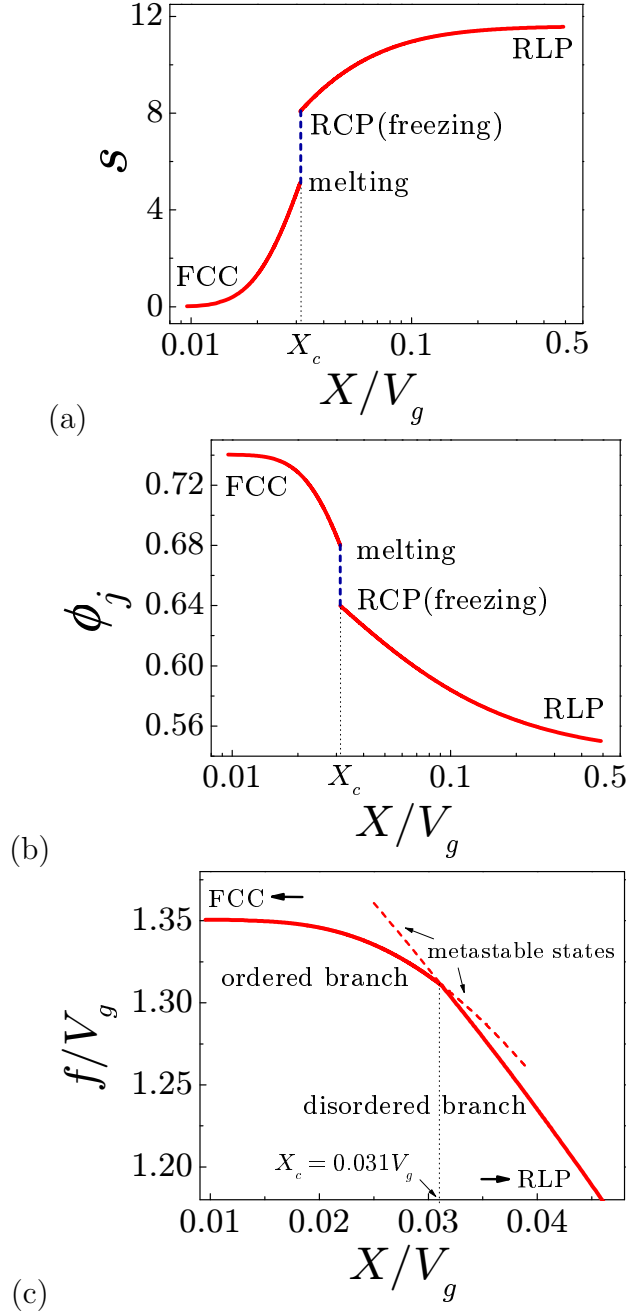 12
RLP
8
RCP(freezing)
s
melting
4
FCC
0
0.01
X_c
0.1
0.5
X/V_g
(a)
FCC
0.72
0.68
melting
ϕ_j
0.64
RCP(freezing)
0.60
RLP
0.56
0.01
X_c
0.1
0.5
X/V_g
(b)
FCC
1.35
metastable states
ordered branch
1.30
f/V_g
1.25
disordered branch
X_c = 0.031V_g
1.20
RLP
0.01
0.02
0.03
0.04
X/V_g
(c)